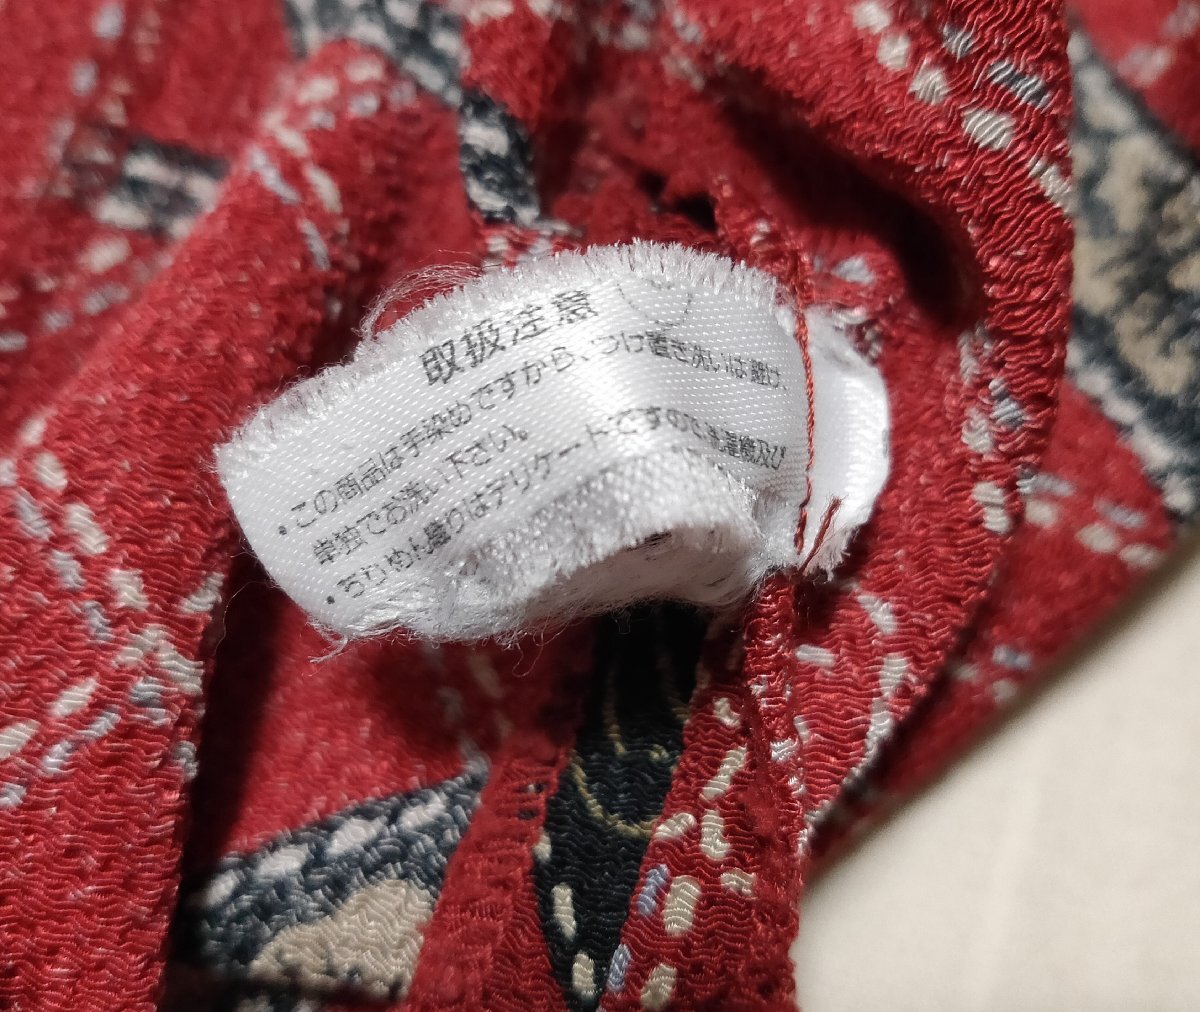 取扱注意
・この商品は手染めですから、つけ置き洗いは避け、
単独でお洗い下さい。
・ちりめん織りはデリケートですので洗濯機及び